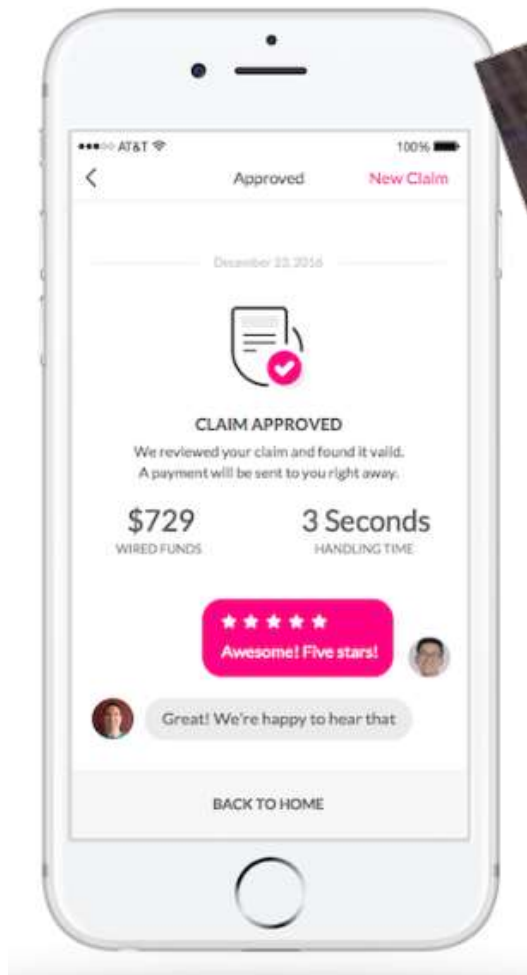 AT&T
100%
Approved
New Claim
December 23, 2016
CLAIM APPROVED
We reviewed your claim and found it valid.
A payment will be sent to you right away.
$729
3 Seconds
WIRED FUNDS
HANDLING TIME
Awesome! Five stars!
Great! We're happy to hear that
BACK TO HOME